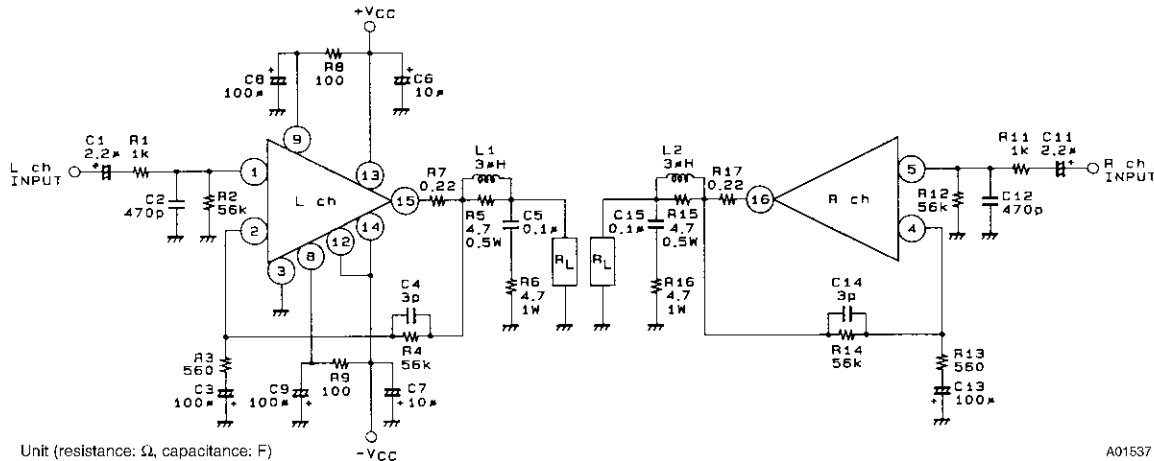 +VCC
C8
100µ
R8
100
C6
10µ
L ch
INPUT
C1
2.2µ
R1
1k
C2
470p
R2
56k
1
2
3
8
9
12
13
14
15
L ch
R7
0.22
L1
3µH
R5
4.7
0.5W
C5
0.1µ
R6
4.7
1W
RL
C4
3p
R4
56k
R3
560
C3
100µ
C9
100µ
R9
100
C7
10µ
-VCC
RL
L2
3µH
R17
0.22
C15
0.1µ
R15
4.7
0.5W
R16
4.7
1W
16
R ch
5
4
R11
1k
C11
2.2µ
R ch
INPUT
R12
56k
C12
470p
C14
3p
R14
56k
R13
560
C13
100µ
Unit (resistance: Ω, capacitance: F)
A01537